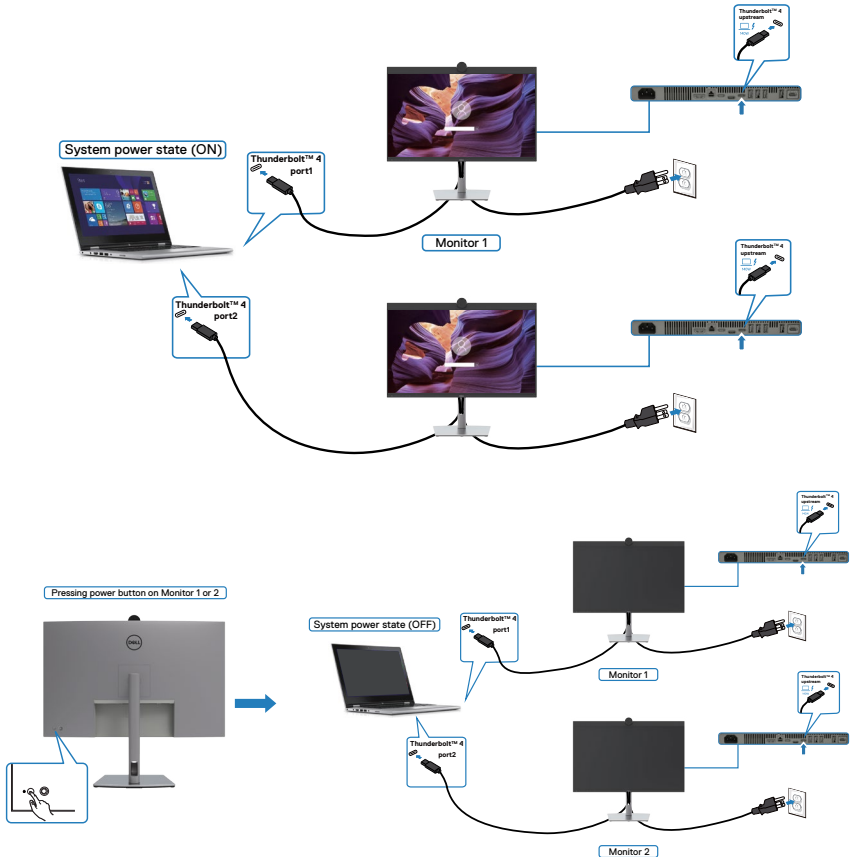 Thunderbolt™ 4
upstream
System power state (ON)
Thunderbolt™ 4
port1
Monitor 1
Thunderbolt™ 4
upstream
Thunderbolt™ 4
port2
Thunderbolt™ 4
upstream
Pressing power button on Monitor 1 or 2
DELL
System power state (OFF)
Thunderbolt™ 4
port1
Monitor 1
Thunderbolt™ 4
upstream
Thunderbolt™ 4
port2
Monitor 2